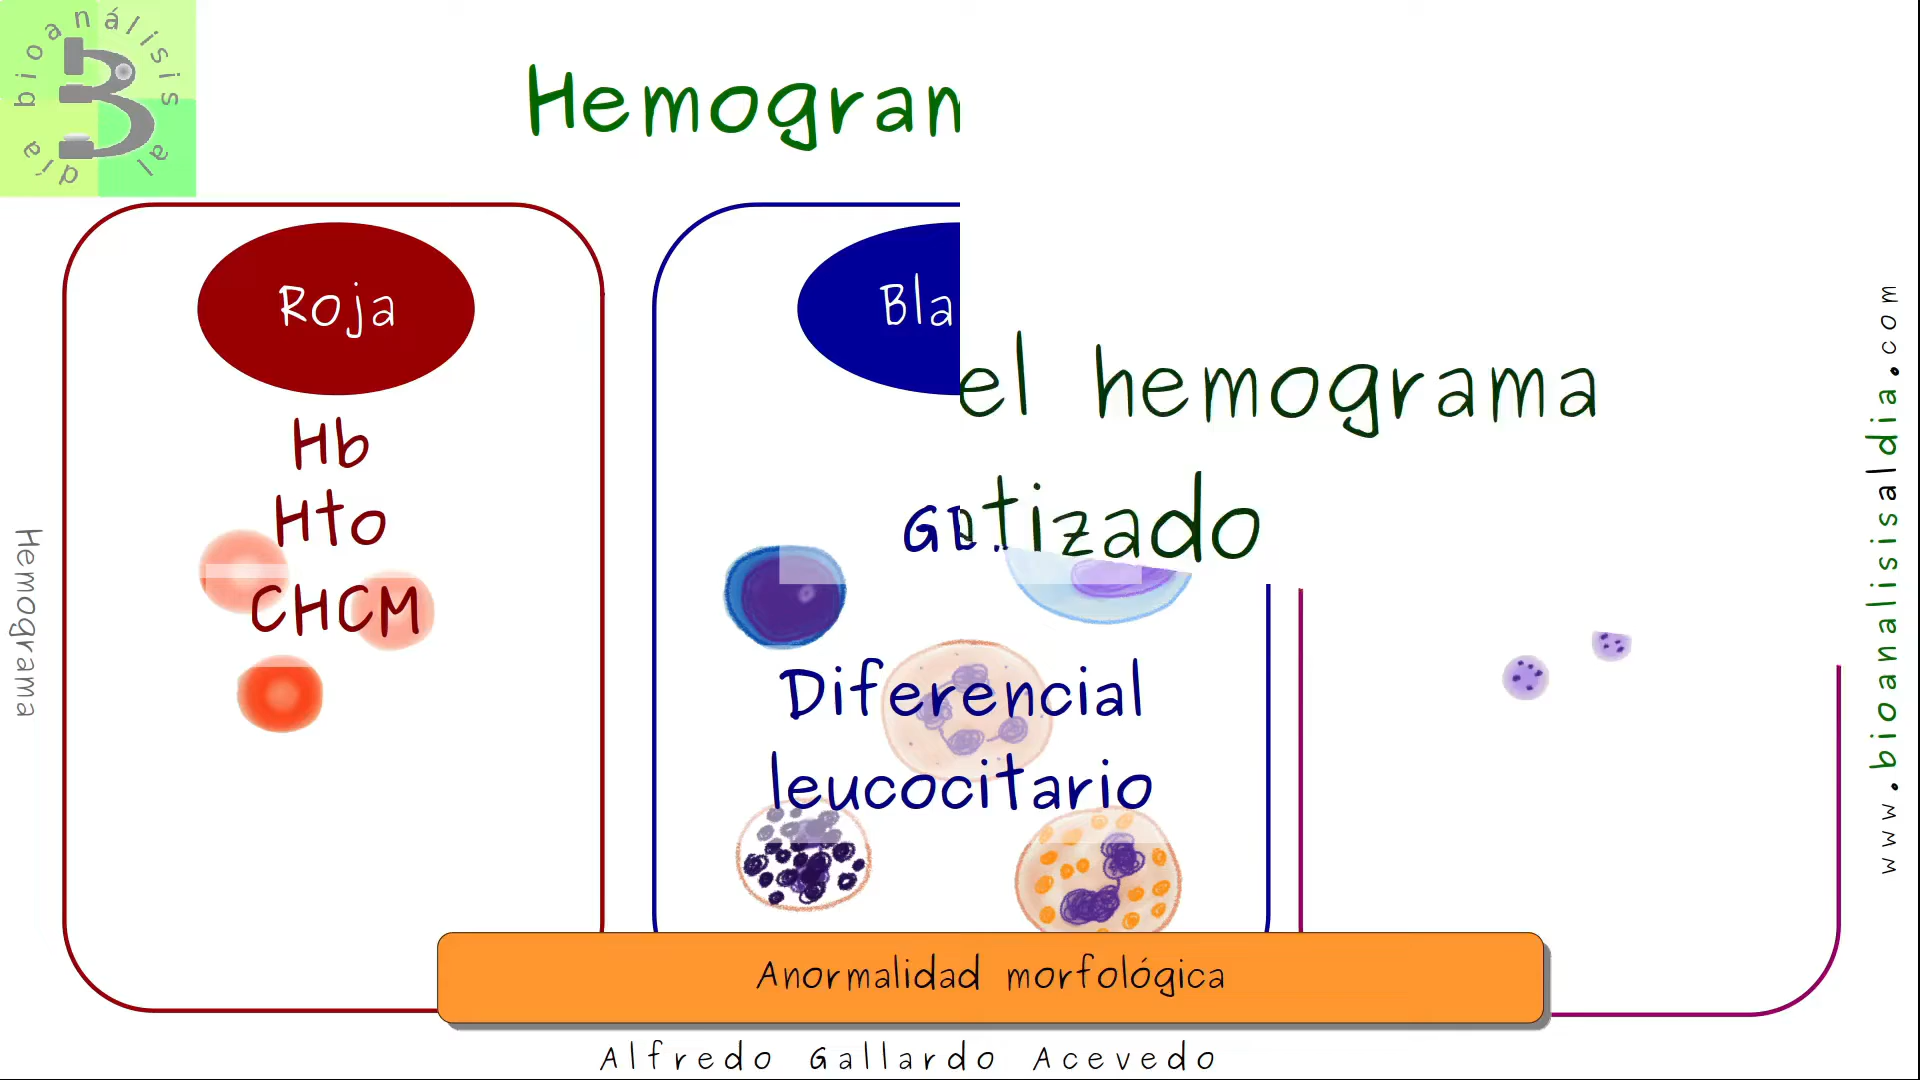 bioanálisis al día
Hemogram
Roja
Bla
el hemograma
Hb
Hto
CHCM
tizado
Diferencial
leucocitario
Anormalidad morfológica
Alfredo Gallardo Acevedo
Hemograma
www.bioanalisisaldia.com